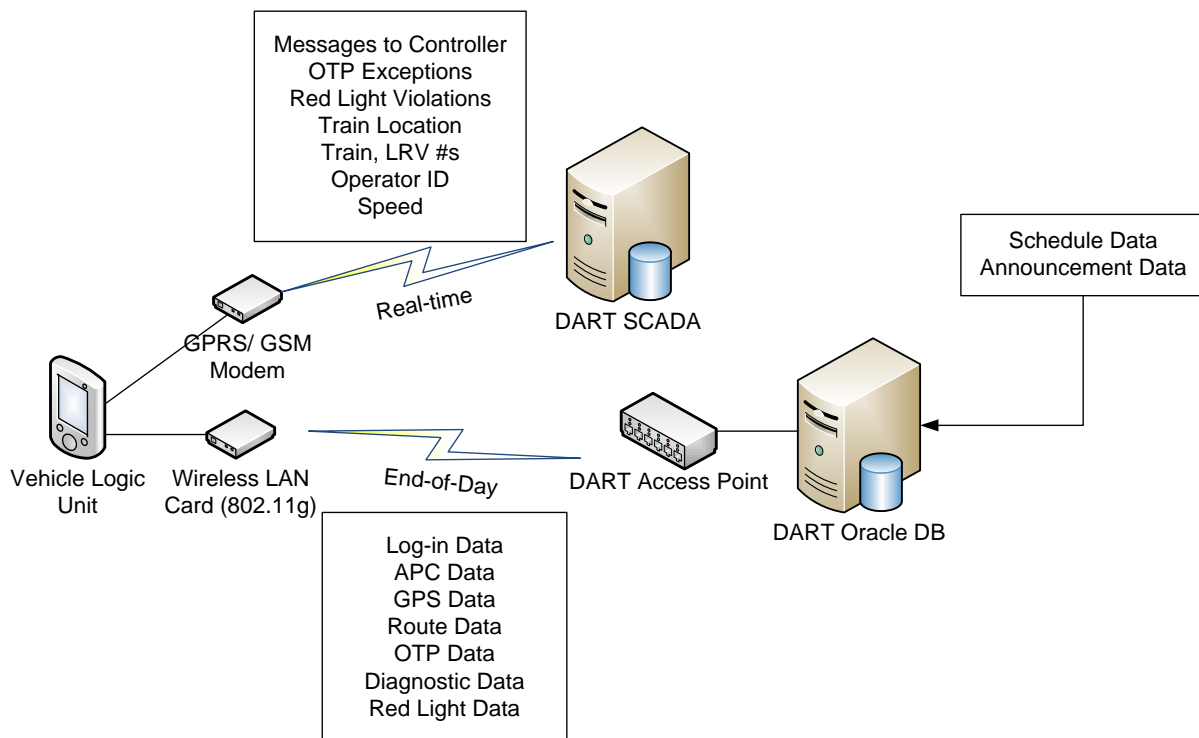 Messages to Controller
OTP Exceptions
Red Light Violations
Train Location
Train, LRV #s
Operator ID
Speed
Real-time
DART SCADA
Schedule Data
Announcement Data
GPRS/ GSM
Modem
Vehicle Logic
Unit
Wireless LAN
Card (802.11g)
End-of-Day
DART Access Point
DART Oracle DB
Log-in Data
APC Data
GPS Data
Route Data
OTP Data
Diagnostic Data
Red Light Data